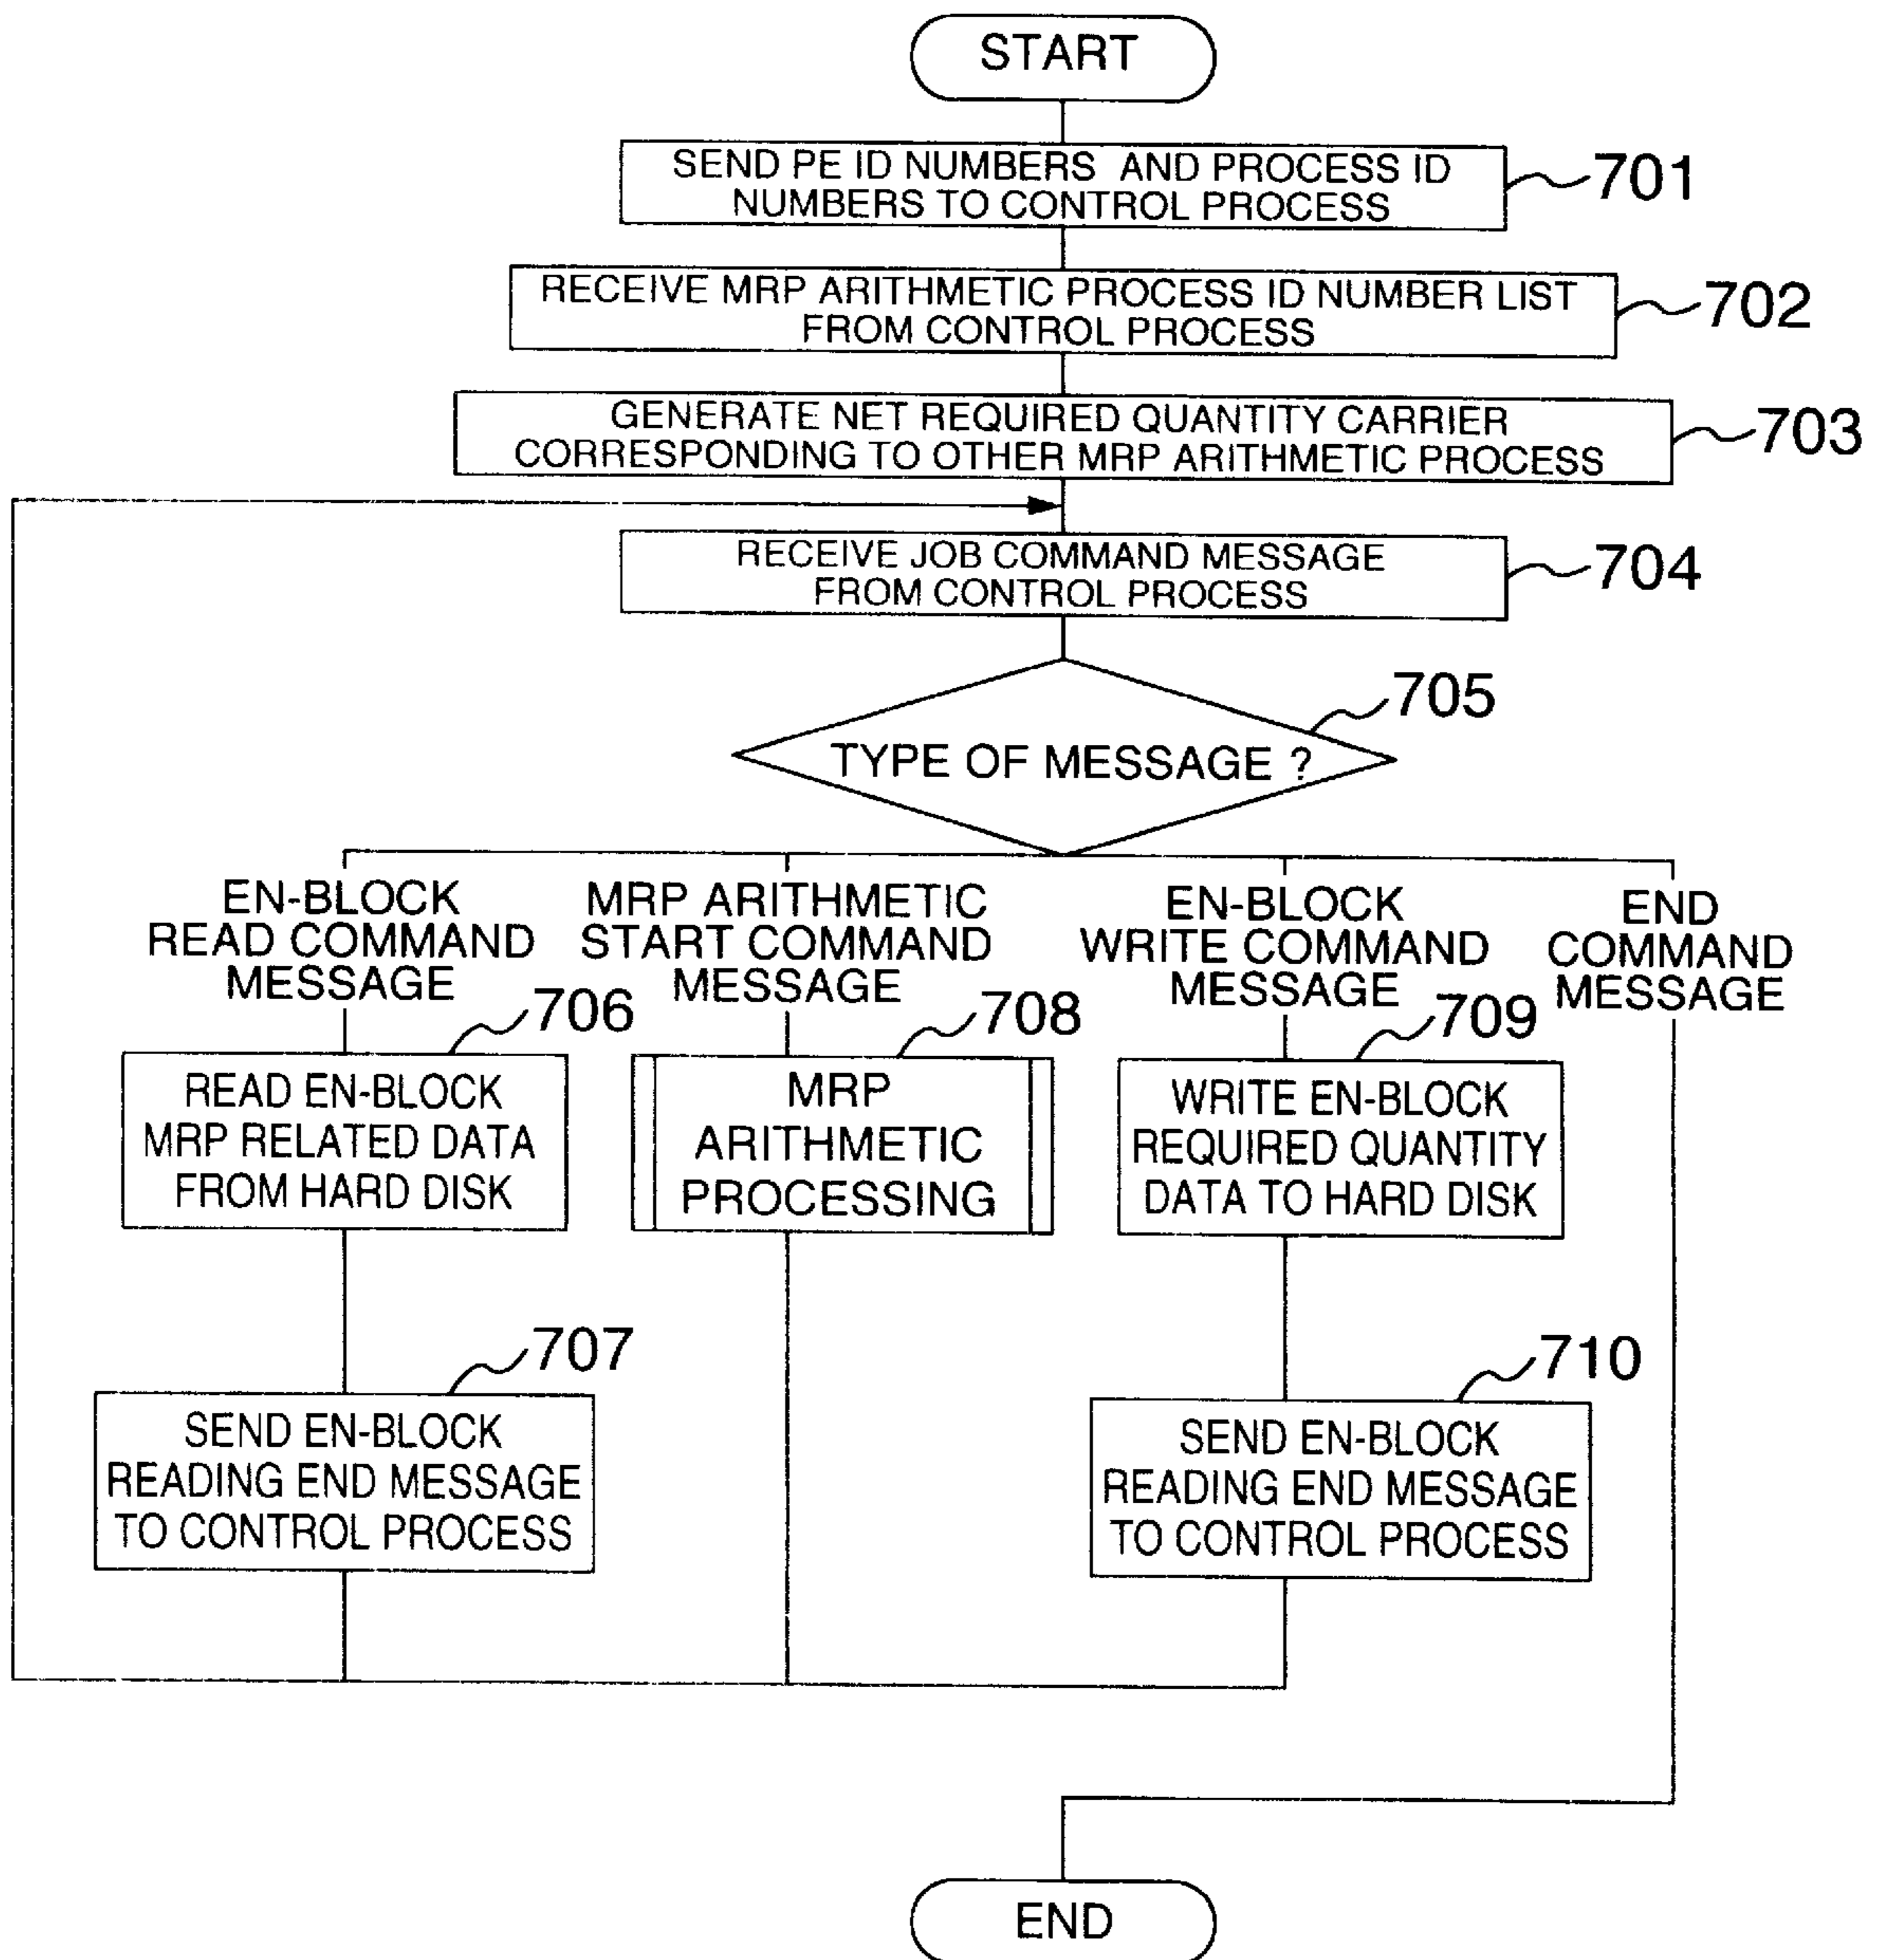 START
SEND PE ID NUMBERS AND PROCESS ID
NUMBERS TO CONTROL PROCESS
701
RECEIVE MRP ARITHMETIC PROCESS ID NUMBER LIST
FROM CONTROL PROCESS
702
GENERATE NET REQUIRED QUANTITY CARRIER
CORRESPONDING TO OTHER MRP ARITHMETIC PROCESS
703
RECEIVE JOB COMMAND MESSAGE
FROM CONTROL PROCESS
704
705
TYPE OF MESSAGE ?
EN-BLOCK
READ COMMAND
MESSAGE
706
READ EN-BLOCK
MRP RELATED DATA
FROM HARD DISK
707
SEND EN-BLOCK
READING END MESSAGE
TO CONTROL PROCESS
MRP ARITHMETIC
START COMMAND
MESSAGE
708
MRP
ARITHMETIC
PROCESSING
EN-BLOCK
WRITE COMMAND
MESSAGE
709
WRITE EN-BLOCK
REQUIRED QUANTITY
DATA TO HARD DISK
710
SEND EN-BLOCK
READING END MESSAGE
TO CONTROL PROCESS
END
COMMAND
MESSAGE
END